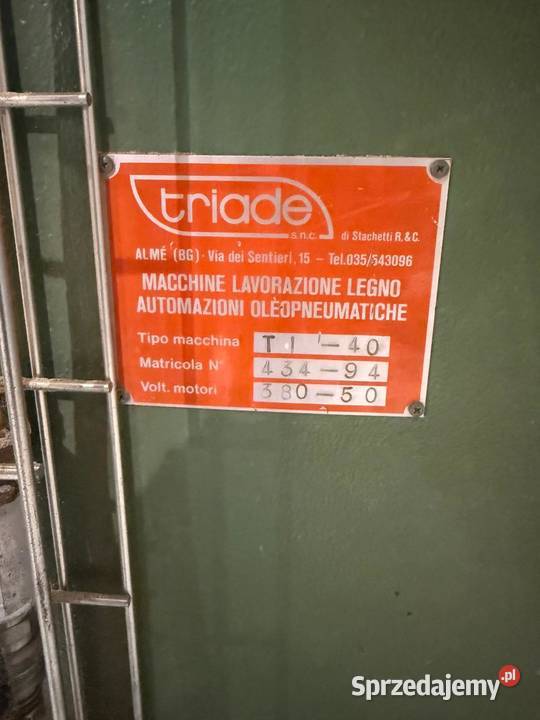 triade
s.n.c. di Stachetti R.& C.
ALMÉ (BG) - Via dei Sentieri, 15 - Tel.035/543096
MACCHINE LAVORAZIONE LEGNO
AUTOMAZIONI OLEOPNEUMATICHE
Tipo macchina T I - 40
Matricola N° 434-94
Volt. motori 380-50
Sprzedajemy.pl